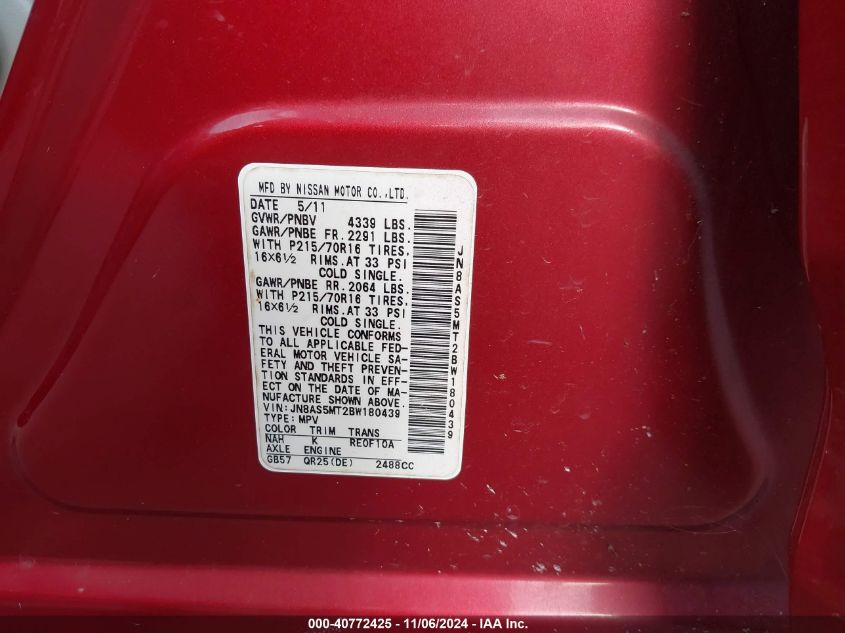 MFD BY NISSAN MOTOR CO.,LTD.
DATE 5/11
GVWR/PNBV 4339 LBS.
GAWR/PNBE FR. 2291 LBS.
WITH P215/70R16 TIRES,
16X6½ RIMS. AT 33 PSI
COLD SINGLE.
GAWR/PNBE RR. 2064 LBS.
WITH P215/70R16 TIRES,
16X6½ RIMS. AT 33 PSI
COLD SINGLE.
THIS VEHICLE CONFORMS
TO ALL APPLICABLE FED-
ERAL MOTOR VEHICLE SA-
FETY AND THEFT PREVEN-
TION STANDARDS IN EFF-
ECT ON THE DATE OF MA-
NUFACTURE SHOWN ABOVE.
VIN:JN8AS5MT2BW180439
TYPE: MPV
COLOR TRIM TRANS
NAH K RE0F10A
AXLE ENGINE
GB57 QR25(DE) 2488CC
JN8AS5MT2BW180439
000-40772425 - 11/06/2024 - IAA Inc.